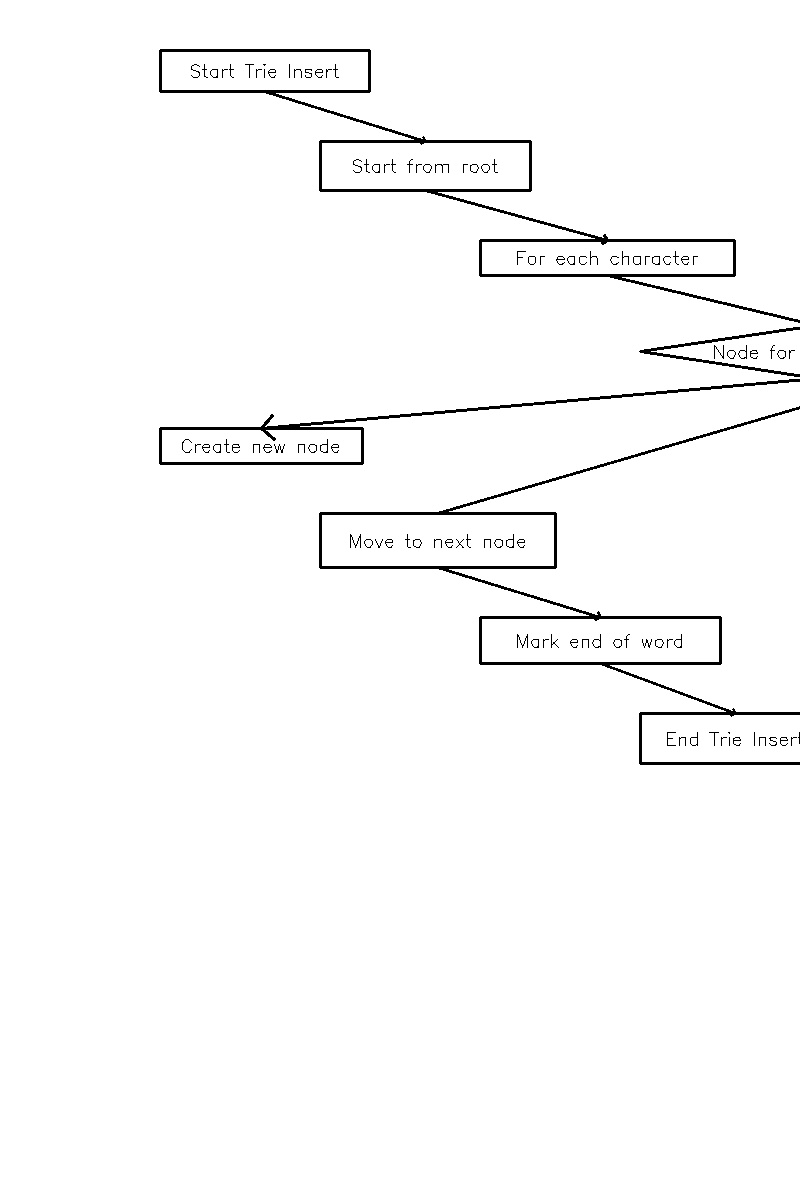 Start Trie Insert
Start from root
For each character
Node for
Create new node
Move to next node
Mark end of word
End Trie Insert